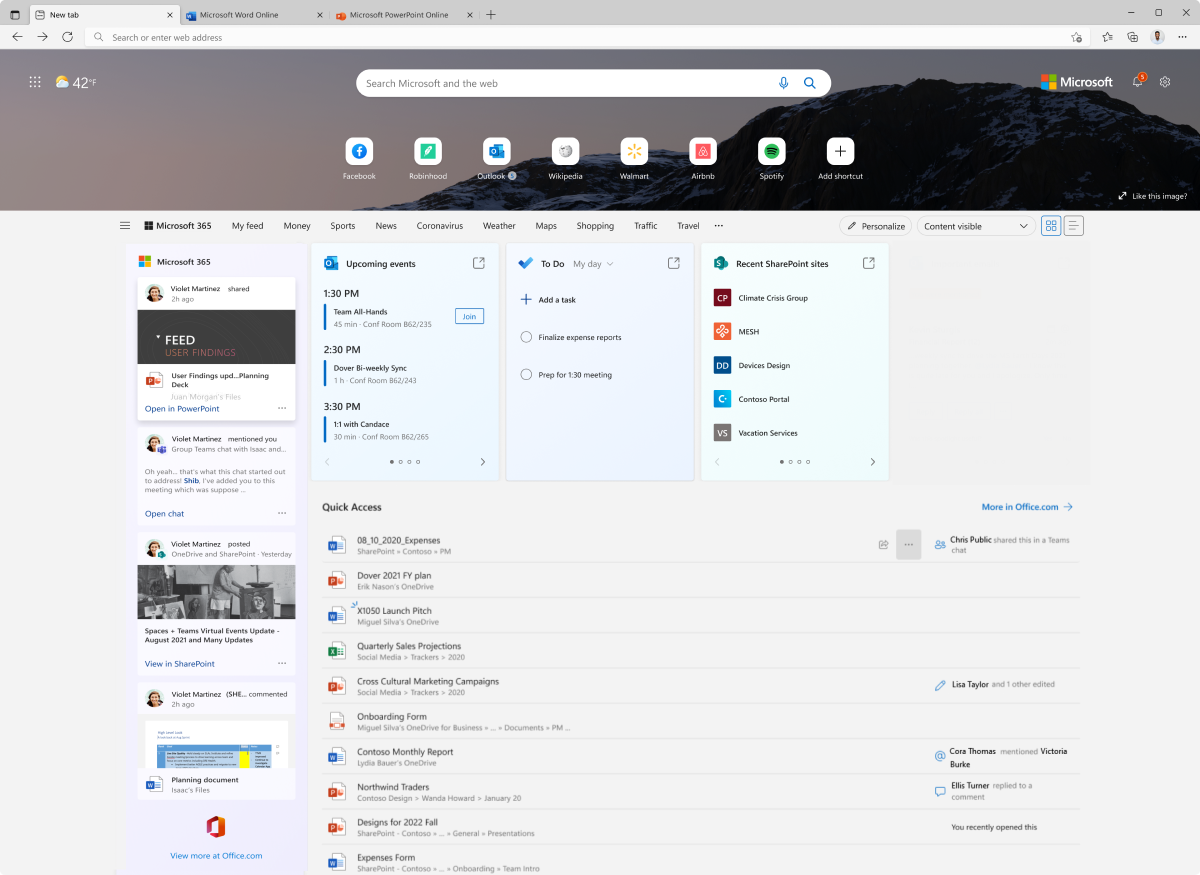 New tab
Microsoft Word Online
Microsoft PowerPoint Online
Search or enter web address
42°F
Search Microsoft and the web
Microsoft
5
Facebook
Robinhood
Outlook
Wikipedia
Walmart
Airbnb
Spotify
Add shortcut
Like this image?
Microsoft 365
My feed
Money
Sports
News
Coronavirus
Weather
Maps
Shopping
Traffic
Travel
Personalize
Content visible
Microsoft 365
Violet Martinez shared
2h ago
FEED
USER FINDINGS
User Findings upd...Planning
Deck
Juan Morgan's Files
Open in PowerPoint
Violet Martinez mentioned you
Group Teams chat with Isaac and...
Oh yeah... that's what this chat started out
to address! Shib, I've added you to this
meeting which was suppose ...
Open chat
Violet Martinez posted
OneDrive and SharePoint · Yesterday
Spaces + Teams Virtual Events Update -
August 2021 and Many Updates
View in SharePoint
Violet Martinez (SHE... commented
2h ago
Planning document
Isaac's Files
View more at Office.com
Upcoming events
1:30 PM
Team All-Hands
45 min · Conf Room B62/235
Join
2:30 PM
Dover Bi-weekly Sync
1 h · Conf Room B62/243
3:30 PM
1:1 with Candace
30 min · Conf Room B62/265
To Do My day
Add a task
Finalize expense reports
Prep for 1:30 meeting
Recent SharePoint sites
CP Climate Crisis Group
MESH
DD Devices Design
C Contoso Portal
VS Vacation Services
Quick Access
More in Office.com
08_10_2020_Expenses
SharePoint » Contoso » PM
Chris Public shared this in a Teams
chat
Dover 2021 FY plan
Erik Nason's OneDrive
X1050 Launch Pitch
Miguel Silva's OneDrive
Quarterly Sales Projections
Social Media > Trackers > 2020
Cross Cultural Marketing Campaigns
Social Media > Trackers > 2020
Lisa Taylor and 1 other edited
Onboarding Form
Miguel Silva's OneDrive for Business » ... » Documents » PM ...
Contoso Monthly Report
Lydia Bauer's OneDrive
Cora Thomas mentioned Victoria
Burke
Northwind Traders
Contoso Design > Wanda Howard > January 20
Ellis Turner replied to a
comment
Designs for 2022 Fall
SharePoint - Contoso » ... » General » Presentations
You recently opened this
Expenses Form
SharePoint - Contoso » ... » Onboarding » Team Intro